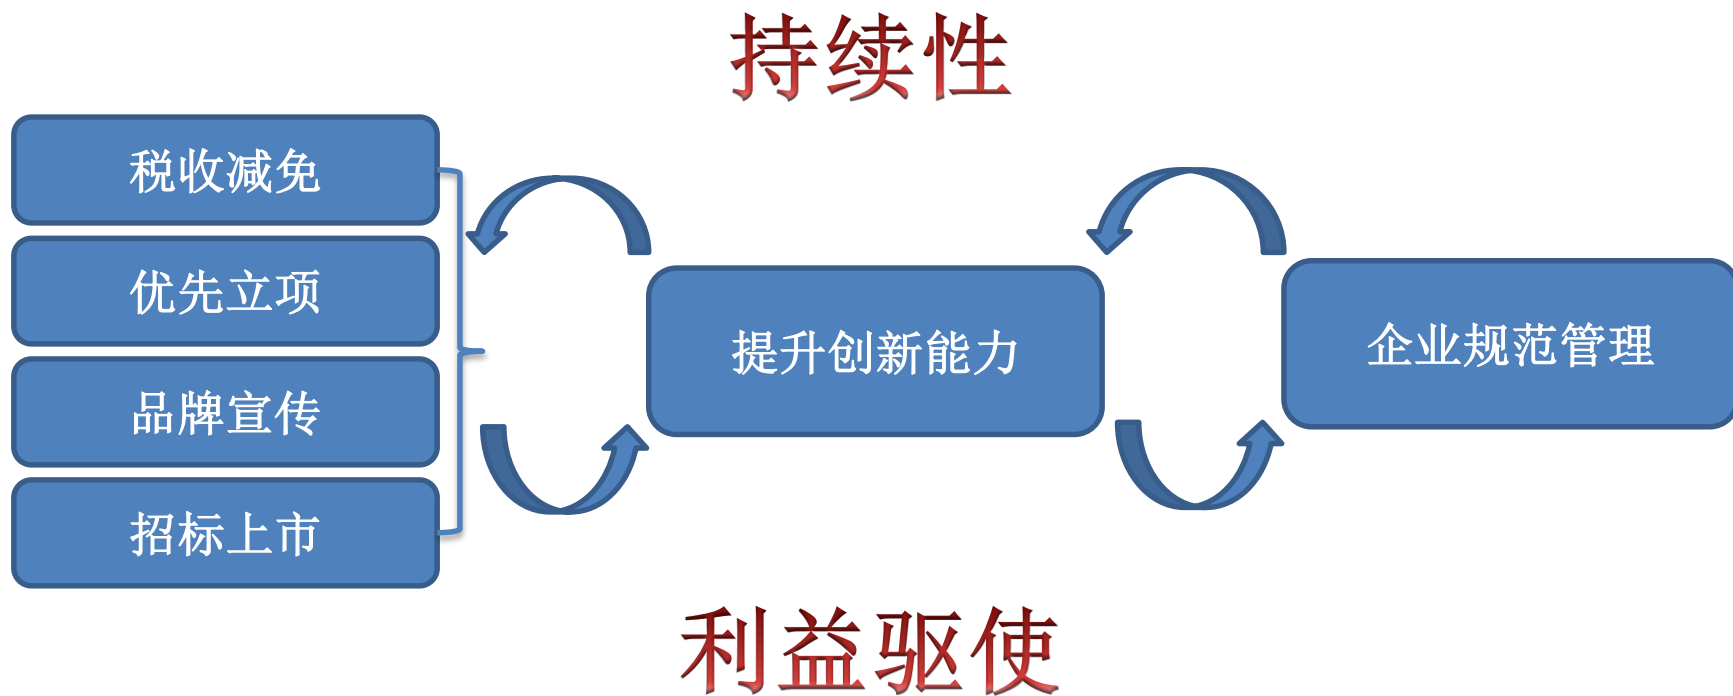 持续性
税收减免
优先立项
品牌宣传
招标上市
提升创新能力
企业规范管理
利益驱使